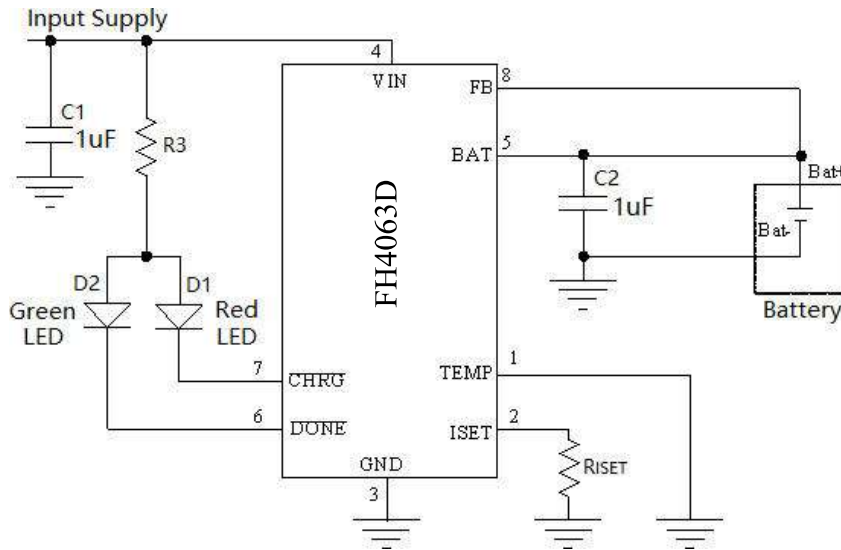 Input Supply
4
VIN
8
FB
C1
1uF
R3
5
BAT
C2
1uF
Bat+
Bat-
Battery
FH4063D
D2
D1
Green
LED
Red
LED
7
CHRG
TEMP
1
6
DONE
ISET
2
GND
3
RISET